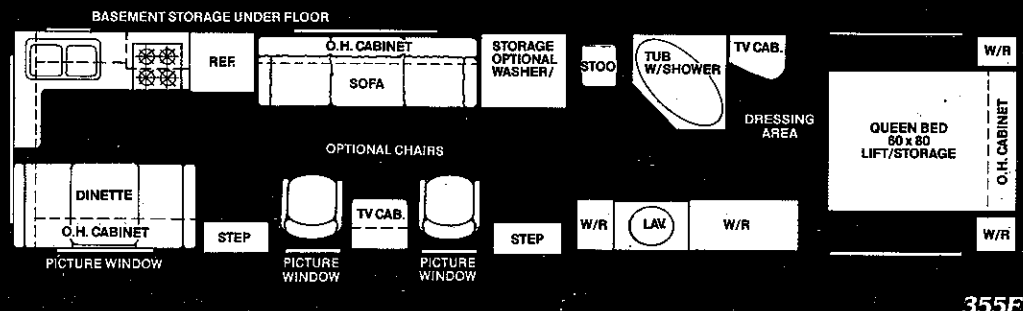 BASEMENT STORAGE UNDER FLOOR
O.H. CABINET
REF.
SOFA
STORAGE
OPTIONAL
WASHER/
STOO
TUB
W/SHOWER
TV CAB.
W/R
DRESSING
AREA
QUEEN BED
60 x 80
LIFT/STORAGE
O.H. CABINET
OPTIONAL CHAIRS
DINETTE
O.H. CABINET
STEP
TV CAB.
STEP
W/R
LAV.
W/R
W/R
PICTURE WINDOW
PICTURE
WINDOW
PICTURE
WINDOW